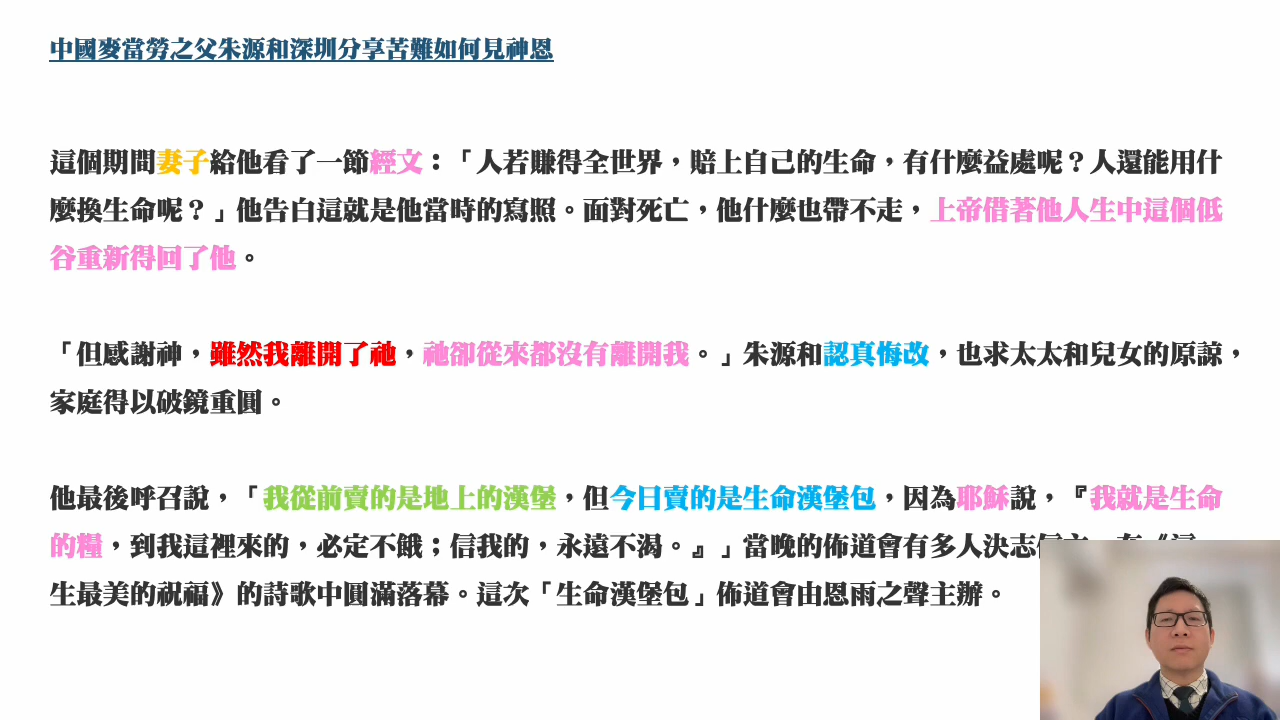 中國麥當勞之父朱源和深圳分享苦難如何見神恩
這個期間妻子給他看了一節經文：「人若賺得全世界，賠上自己的生命，有什麼益處呢？人還能用什
麼換生命呢？」他告白這就是他當時的寫照。面對死亡，他什麼也帶不走，上帝借著他人生中這個低
谷重新得回了他。
「但感謝神，雖然我離開了祂，祂卻從來都沒有離開我。」朱源和認真悔改，也求太太和兒女的原諒，
家庭得以破鏡重圓。
他最後呼召說，「我從前賣的是地上的漢堡，但今日賣的是生命漢堡包，因為耶穌說，『我就是生命
的糧，到我這裡來的，必定不餓；信我的，永遠不渴。』」當晚的佈道會有多人決志
生最美的祝福》的詩歌中圓滿落幕。這次「生命漢堡包」佈道會由恩雨之聲主辦。